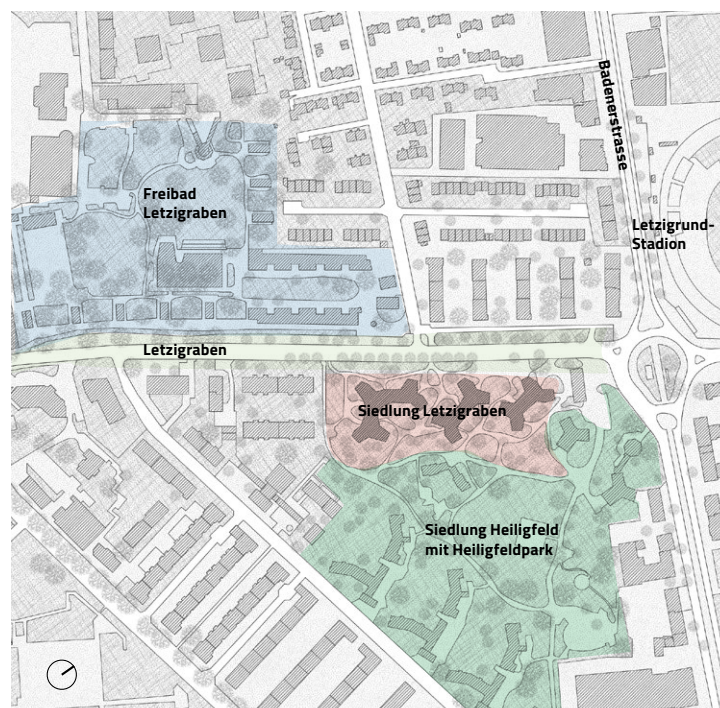 Badenerstrasse
Freibad
Letzigraben
Letzigrund-
Stadion
Letzigraben
Siedlung Letzigraben
Siedlung Heiligfeld
mit Heiligfeldpark